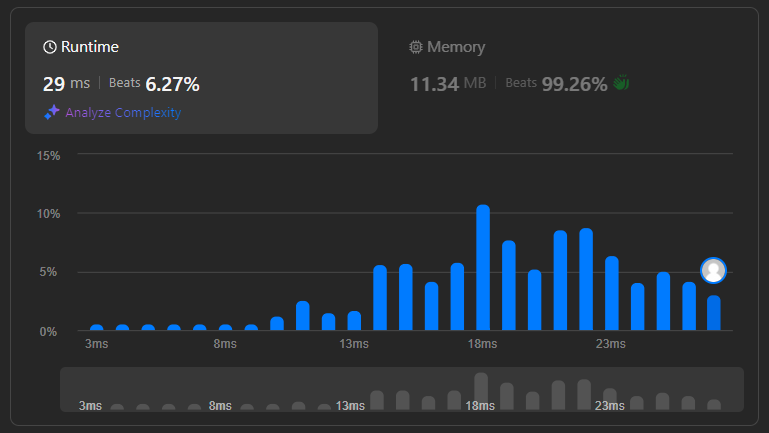 Runtime
Memory
29 ms | Beats 6.27%
11.34 MB | Beats 99.26%
Analyze Complexity
15%
10%
5%
0%
3ms 8ms 13ms 18ms 23ms
3ms 8ms 13ms 18ms 23ms